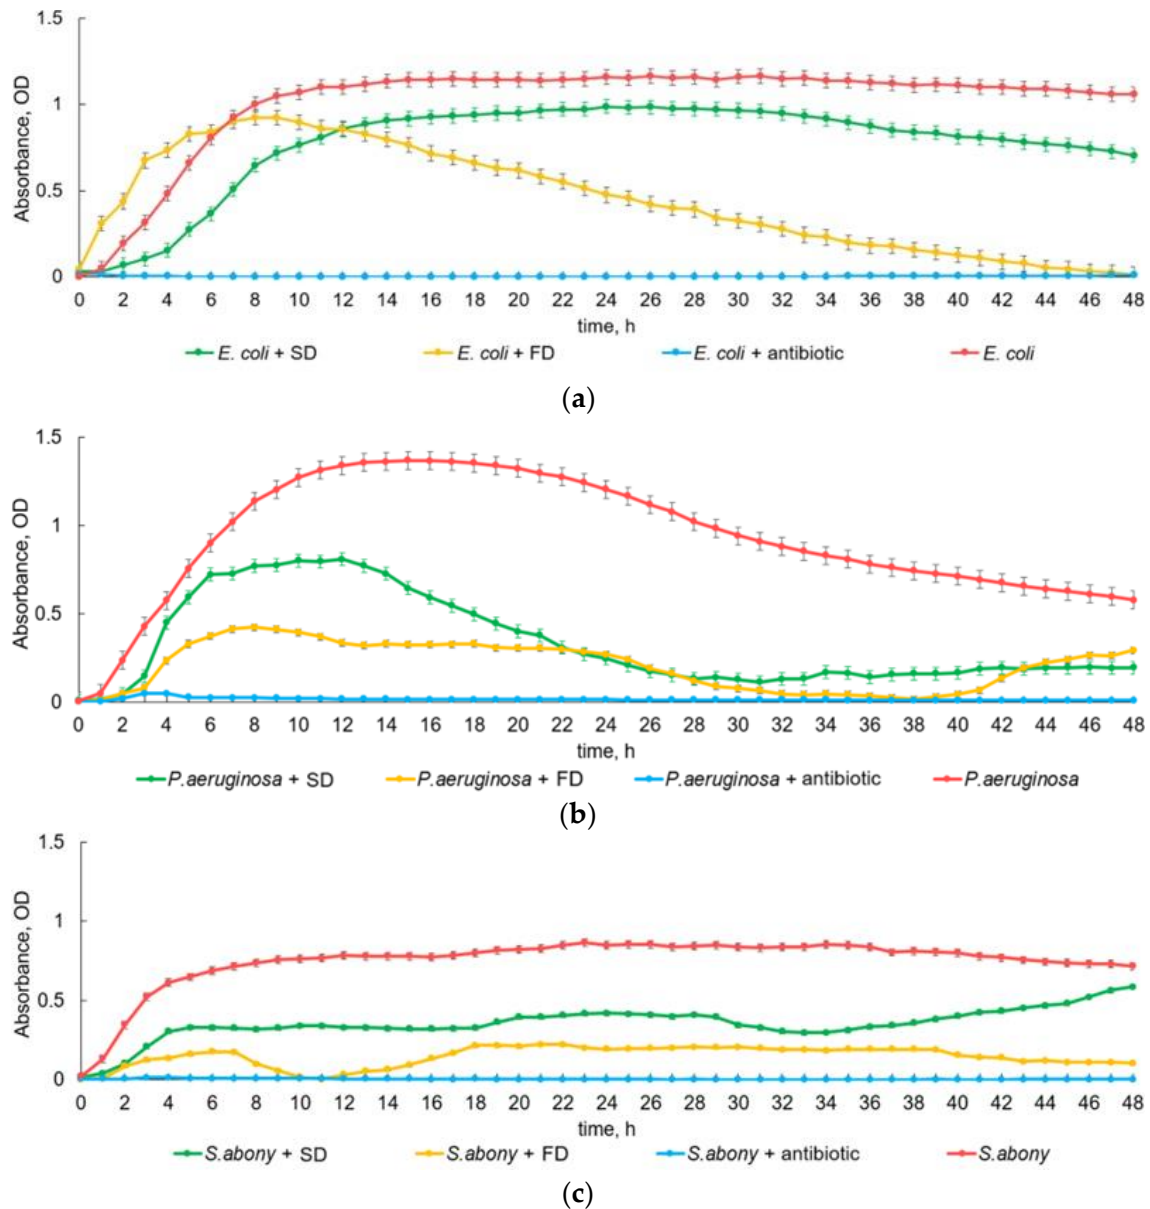 1.5
1
0.5
0
Absorbance, OD
0 2 4 6 8 10 12 14 16 18 20 22 24 26 28 30 32 34 36 38 40 42 44 46 48
time, h
E. coli + SD E. coli + FD E. coli + antibiotic E. coli
(a)
1.5
1
0.5
0
Absorbance, OD
0 2 4 6 8 10 12 14 16 18 20 22 24 26 28 30 32 34 36 38 40 42 44 46 48
time, h
P.aeruginosa + SD P.aeruginosa + FD P.aeruginosa + antibiotic P.aeruginosa
(b)
1.5
1
0.5
0
Absorbance, OD
0 2 4 6 8 10 12 14 16 18 20 22 24 26 28 30 32 34 36 38 40 42 44 46 48
time, h
S.abony + SD S.abony + FD S.abony + antibiotic S.abony
(c)